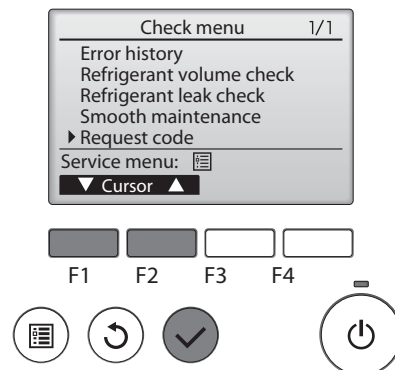 Check menu 1/1
Error history
Refrigerant volume check
Refrigerant leak check
Smooth maintenance
Request code
Service menu:
▼ Cursor ▲
F1 F2 F3 F4